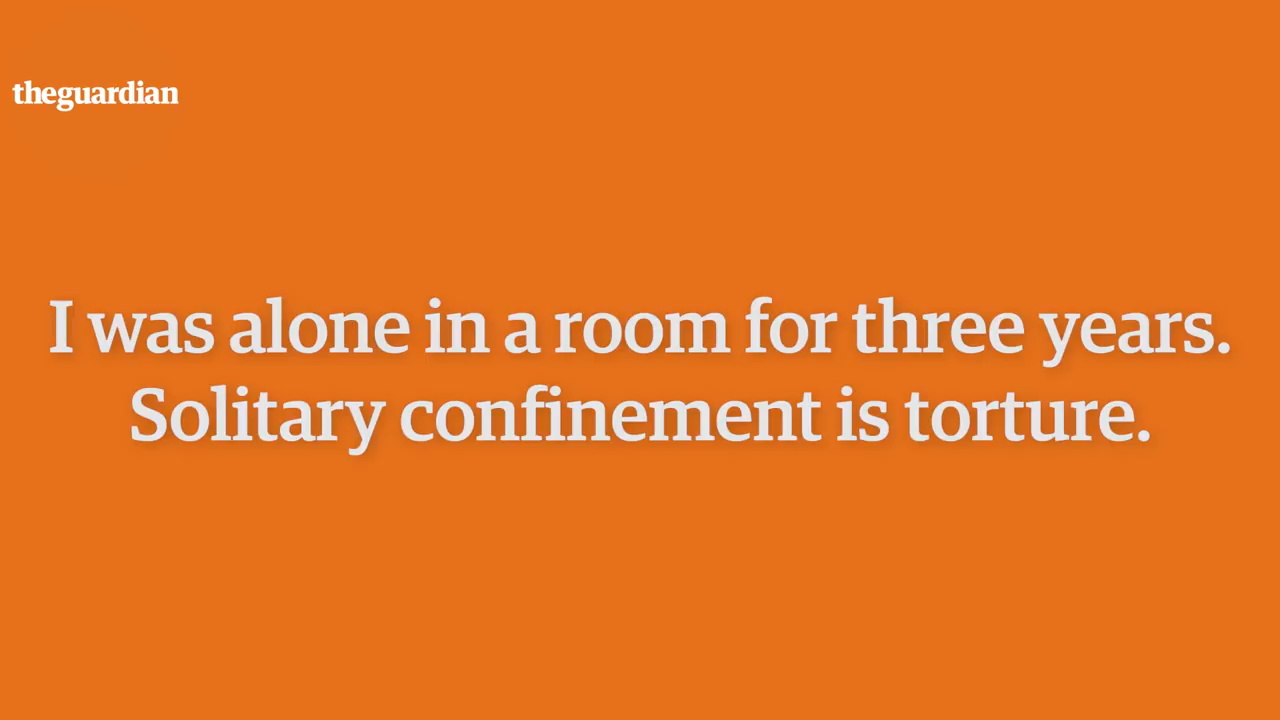 theguardian
I was alone in a room for three years.
Solitary confinement is torture.